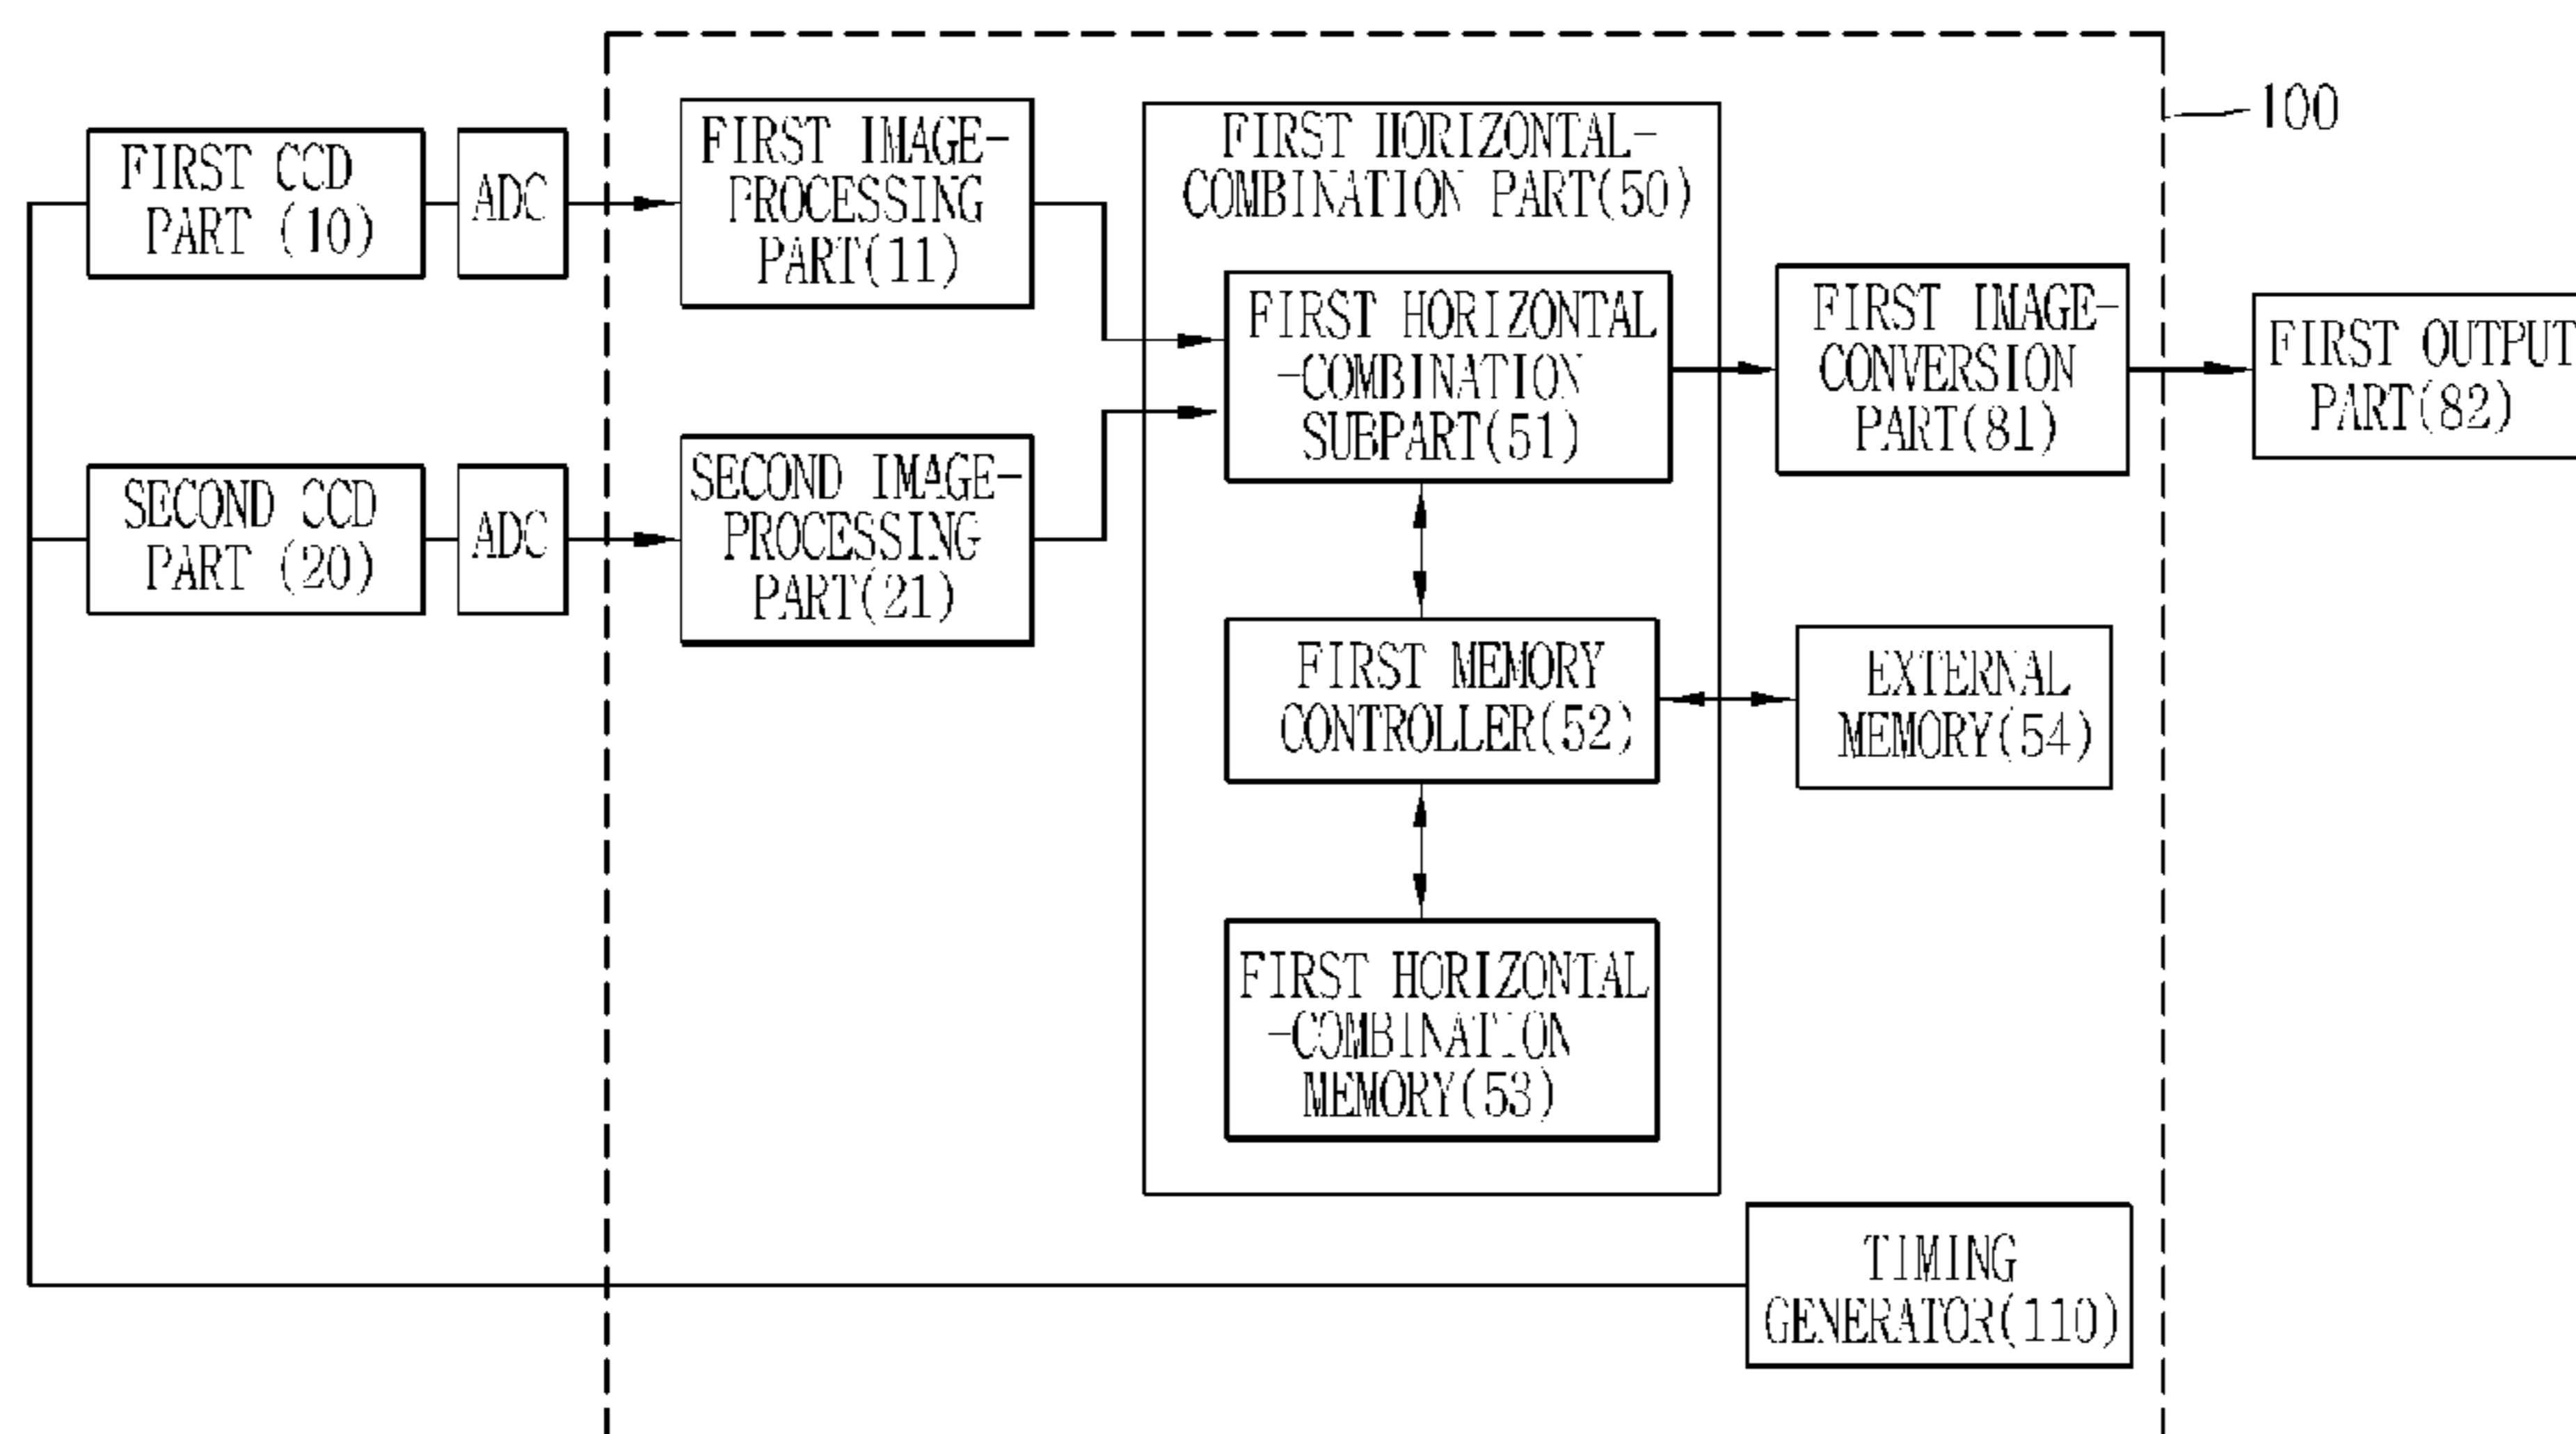 FIRST CCD
PART (10)
ADC
FIRST IMAGE-
PROCESSING
PART(11)
FIRST HORIZONTAL-
COMBINATION PART(50)
100
FIRST HORIZONTAL
-COMBINATION
SUBPART(51)
FIRST IMAGE-
CONVERSION
PART(81)
FIRST OUTPUT
PART(82)
SECOND CCD
PART (20)
ADC
SECOND IMAGE-
PROCESSING
PART(21)
FIRST MEMORY
CONTROLLER(52)
EXTERNAL
MEMORY(54)
FIRST HORIZONTAL
-COMBINATION
MEMORY(53)
TIMING
GENERATOR(110)